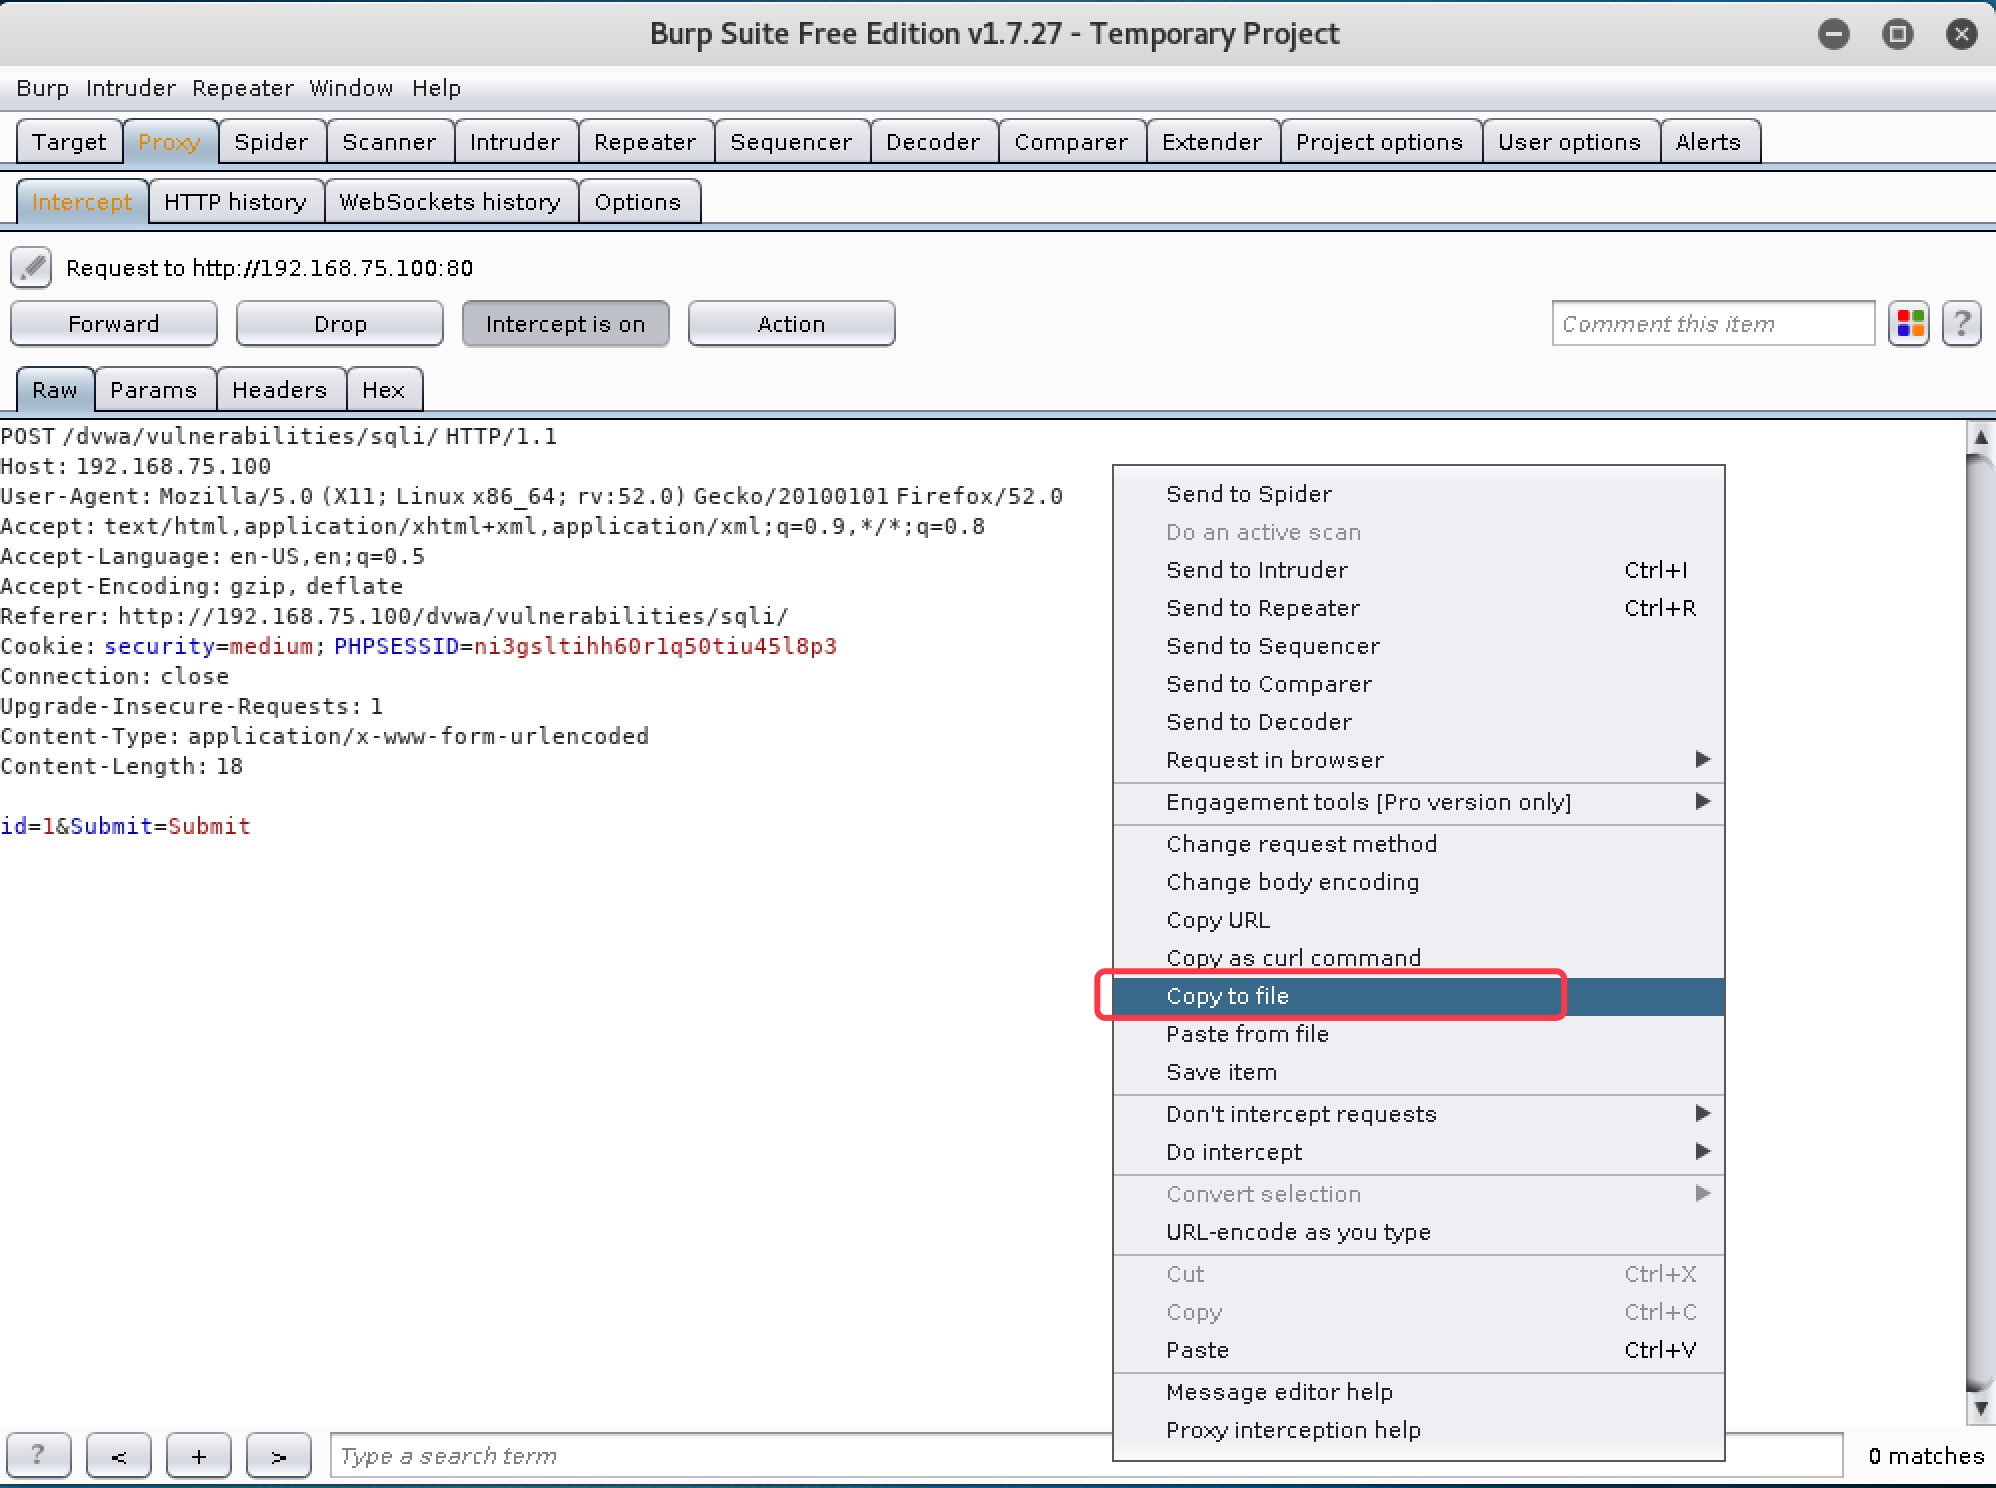 Burp Suite Free Edition v1.7.27 - Temporary Project
Burp Intruder Repeater Window Help
Target Proxy Spider Scanner Intruder Repeater Sequencer Decoder Comparer Extender Project options User options Alerts
Intercept HTTP history WebSockets history Options
Request to http://192.168.75.100:80
Forward Drop Intercept is on Action Comment this item ?
Raw Params Headers Hex
POST /dvwa/vulnerabilities/sqli/ HTTP/1.1
Host: 192.168.75.100
User-Agent: Mozilla/5.0 (X11; Linux x86_64; rv:52.0) Gecko/20100101 Firefox/52.0
Accept: text/html,application/xhtml+xml,application/xml;q=0.9,*/*;q=0.8
Accept-Language: en-US,en;q=0.5
Accept-Encoding: gzip, deflate
Referer: http://192.168.75.100/dvwa/vulnerabilities/sqli/
Cookie: security=medium; PHPSESSID=ni3gsltihh60r1q50tiu45l8p3
Connection: close
Upgrade-Insecure-Requests: 1
Content-Type: application/x-www-form-urlencoded
Content-Length: 18
id=1&Submit=Submit
Send to Spider
Do an active scan
Send to Intruder Ctrl+I
Send to Repeater Ctrl+R
Send to Sequencer
Send to Comparer
Send to Decoder
Request in browser
Engagement tools [Pro version only]
Change request method
Change body encoding
Copy URL
Copy as curl command
Copy to file
Paste from file
Save item
Don't intercept requests
Do intercept
Convert selection
URL-encode as you type
Cut Ctrl+X
Copy Ctrl+C
Paste Ctrl+V
Message editor help
Proxy interception help
? < + > Type a search term 0 matches